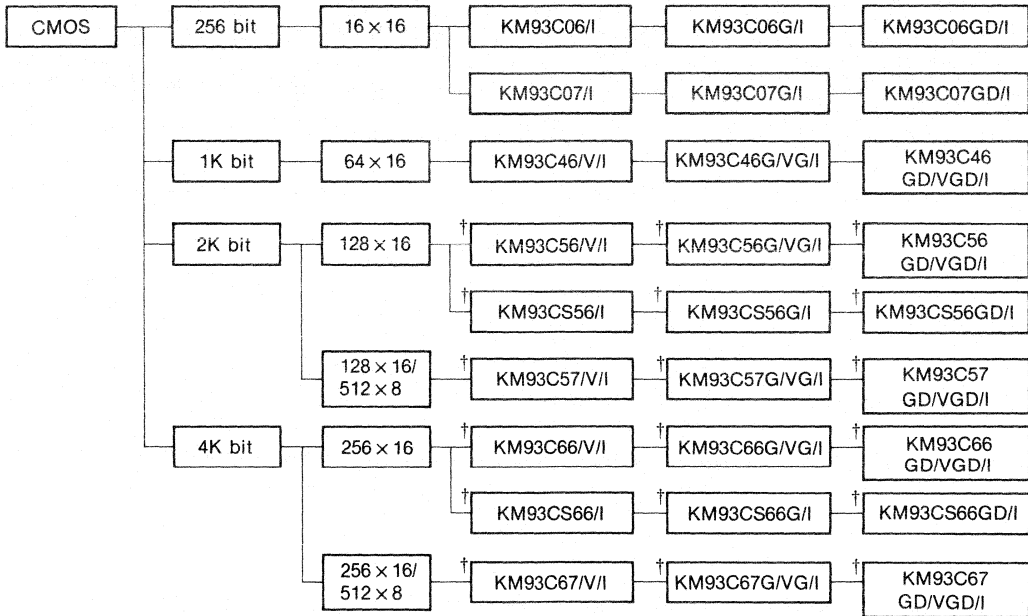 CMOS
256 bit
16 × 16
KM93C06/I
KM93C06G/I
KM93C06GD/I
KM93C07/I
KM93C07G/I
KM93C07GD/I
1K bit
64 × 16
KM93C46/V/I
KM93C46G/VG/I
KM93C46
GD/VGD/I
2K bit
128 × 16
† KM93C56/V/I
† KM93C56G/VG/I
† KM93C56
GD/VGD/I
† KM93CS56/I
† KM93CS56G/I
† KM93CS56GD/I
128 × 16/
512 × 8
† KM93C57/V/I
† KM93C57G/VG/I
† KM93C57
GD/VGD/I
4K bit
256 × 16
† KM93C66/V/I
† KM93C66G/VG/I
† KM93C66
GD/VGD/I
† KM93CS66/I
† KM93CS66G/I
† KM93CS66GD/I
256 × 16/
512 × 8
† KM93C67/V/I
† KM93C67G/VG/I
† KM93C67
GD/VGD/I